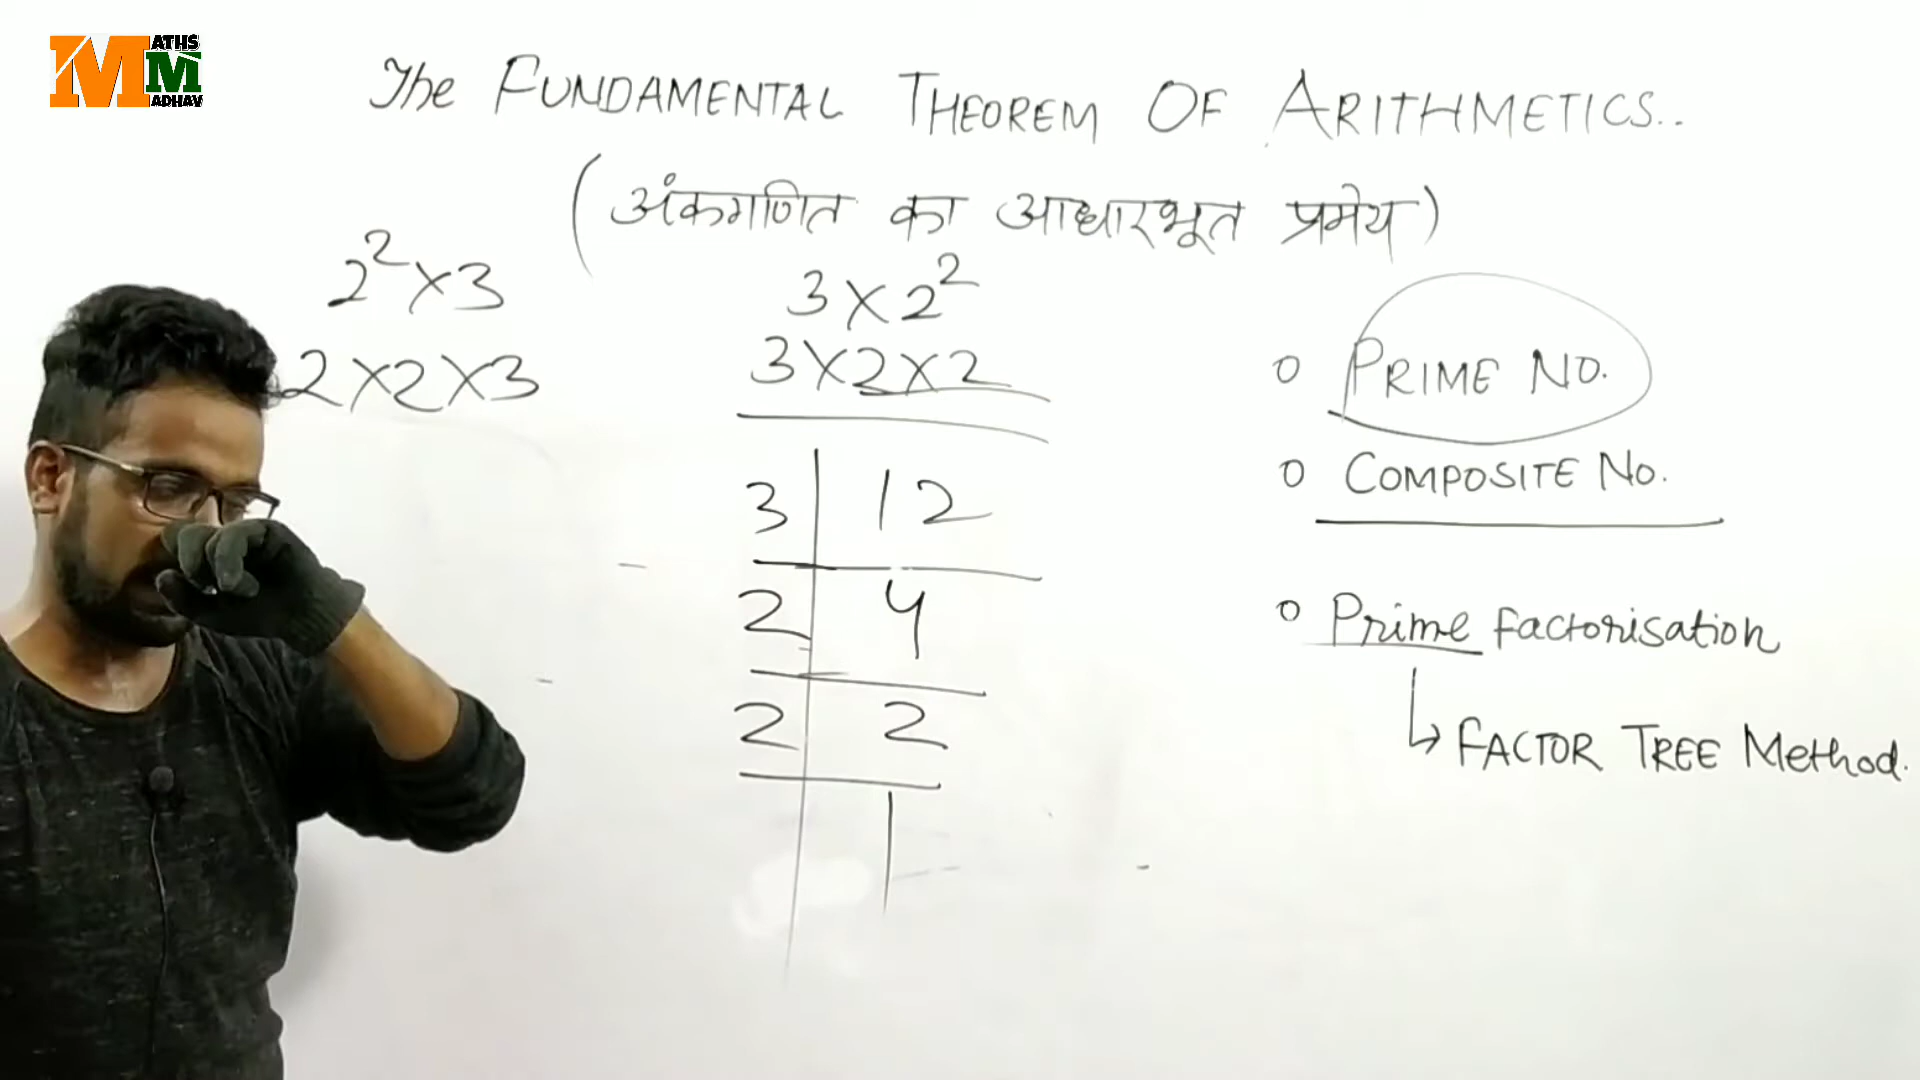 MATHS
MADHAV
The FUNDAMENTAL THEOREM OF ARITHMETICS..
(अंकगणित का आधारभूत प्रमेय)
2²×3
2×2×3
3×2²
3×2×2
3 | 12
2 | 4
2 | 2
1
o PRIME NO.
o COMPOSITE NO.
o Prime factorisation
↳ FACTOR TREE Method.